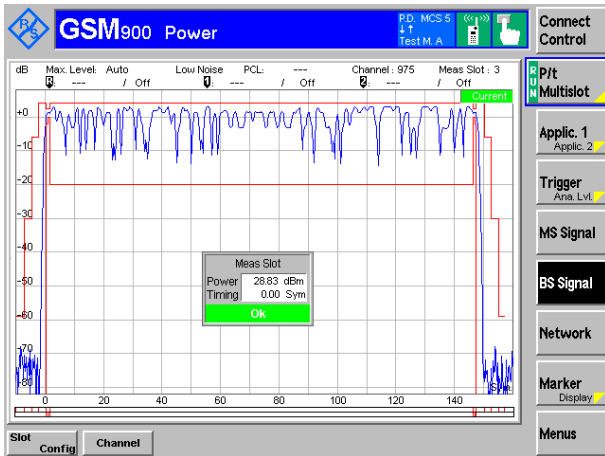 R S
GSM900 Power
P.D. MCS 5
Test M. A
Connect
Control
dB Max. Level: Auto Low Noise PCL: --- Channel : 975 Meas Slot : 3
--- / Off --- / Off 2: --- / Off
Current
RUN
P/t
Multislot
Applic. 1
Applic. 2
Trigger
Ana. Lvl.
MS Signal
BS Signal
Network
Marker
Display
Menus
+0
-10
-20
-30
-40
-50
-60
-70
-80
Meas Slot
Power 28.83 dBm
Timing 0.00 Sym
Ok
0 20 40 60 80 100 120 140
Slot
Config
Channel